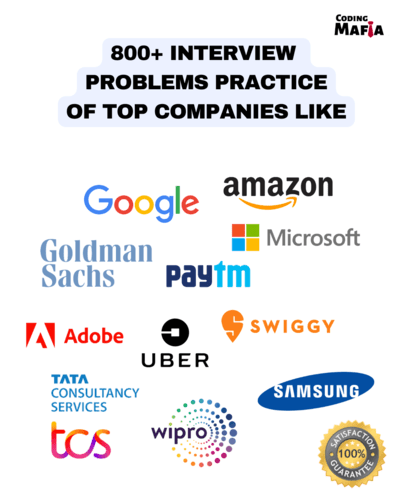 CODING
MAFIA
800+ INTERVIEW
PROBLEMS PRACTICE
OF TOP COMPANIES LIKE
Google
amazon
Goldman
Sachs
Microsoft
paytm
Adobe
UBER
SWIGGY
TATA
CONSULTANCY
SERVICES
tcs
wipro
SAMSUNG
SATISFACTION
100%
GUARANTEE